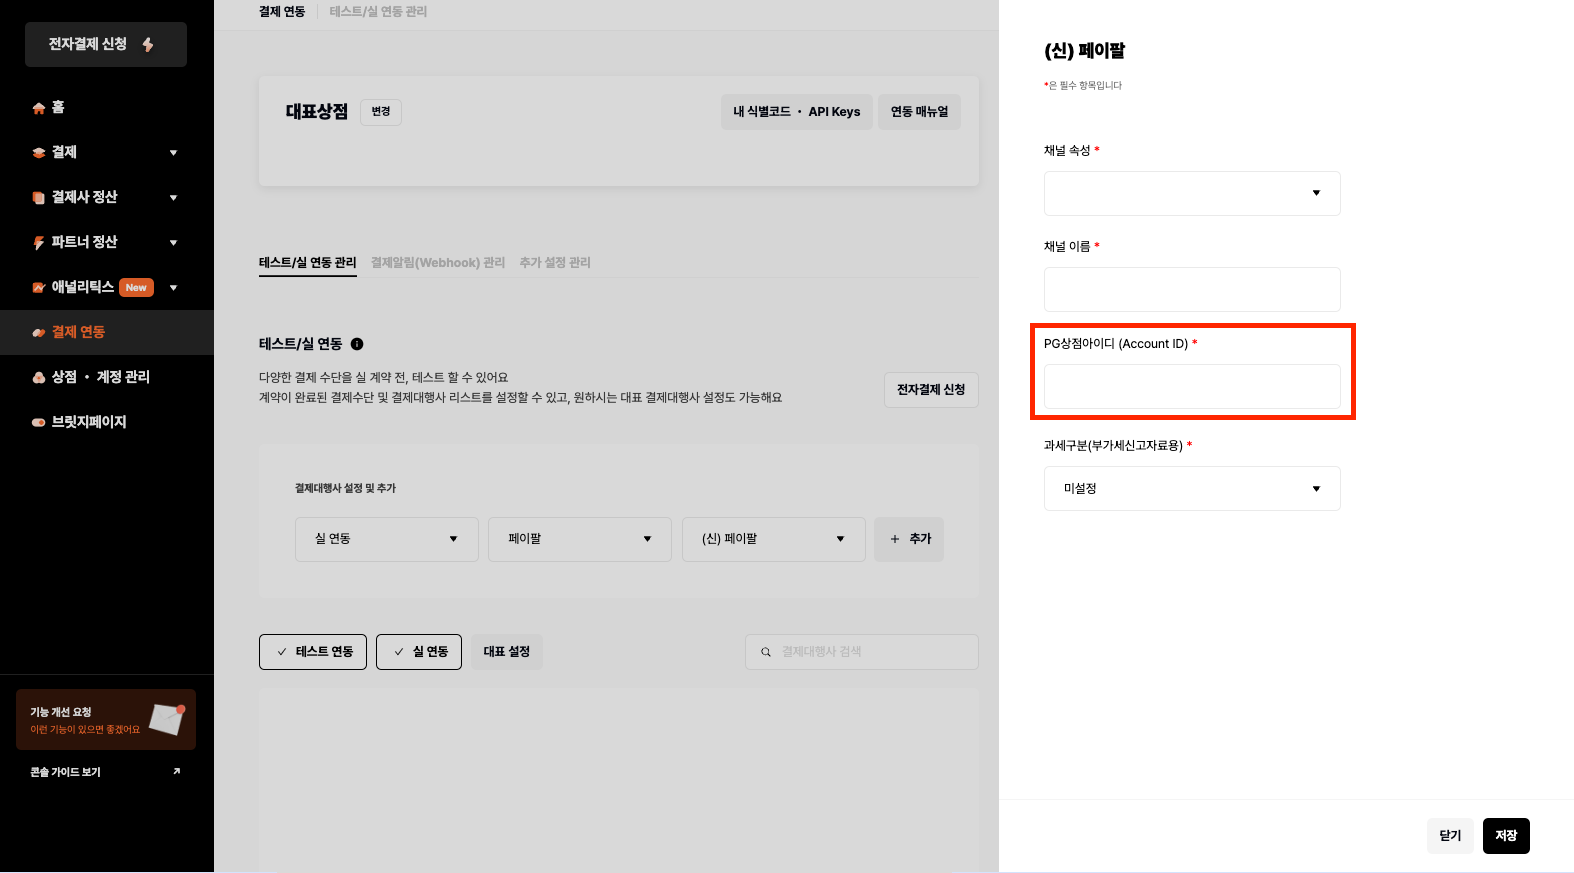 전자결제 신청
홈
결제
결제사 정산
파트너 정산
애널리틱스 New
결제 연동
상점 · 계정 관리
브릿지페이지
기능 개선 요청
이런 기능이 있으면 좋겠어요
콘솔 가이드 보기
결제 연동 테스트/실 연동 관리
대표상점 변경
내 식별코드 · API Keys 연동 매뉴얼
테스트/실 연동 관리 결제알림(Webhook) 관리 추가 설정 관리
테스트/실 연동
다양한 결제 수단을 실 계약 전, 테스트 할 수 있어요
계약이 완료된 결제수단 및 결제대행사 리스트를 설정할 수 있고, 원하시는 대표 결제대행사 설정도 가능해요
전자결제 신청
결제대행사 설정 및 추가
실 연동 페이팔 (신) 페이팔 + 추가
테스트 연동 실 연동 대표 설정 결제대행사 검색
(신) 페이팔
*은 필수 항목입니다
채널 속성 *
채널 이름 *
PG상점아이디 (Account ID) *
과세구분(부가세신고자료용) *
미설정
닫기 저장